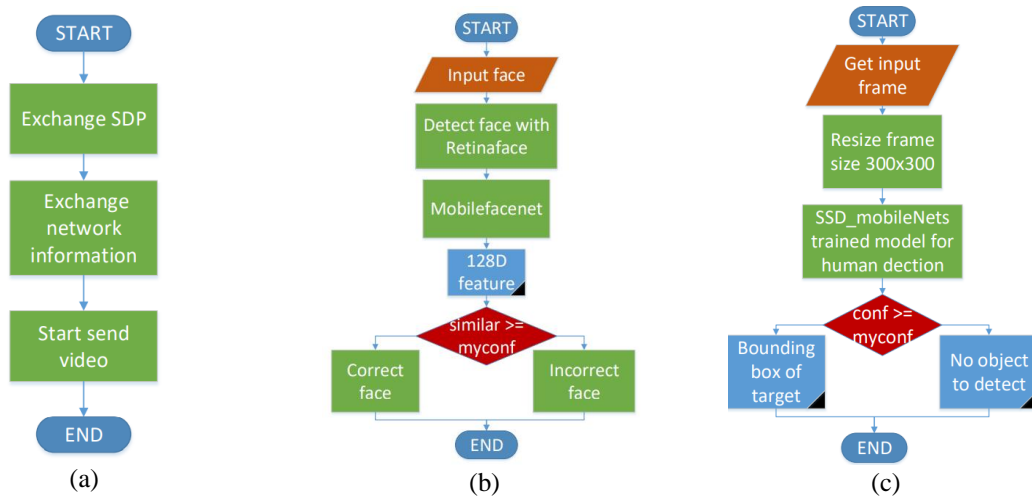 START
Exchange SDP
Exchange
network
information
Start send
video
END
(a)
START
Input face
Detect face with
Retinaface
Mobilefacenet
128D
feature
similar >=
myconf
Correct
face
Incorrect
face
END
(b)
START
Get input
frame
Resize frame
size 300x300
SSD_mobileNets
trained model for
human dection
conf >=
myconf
Bounding
box of
target
No object
to detect
END
(c)